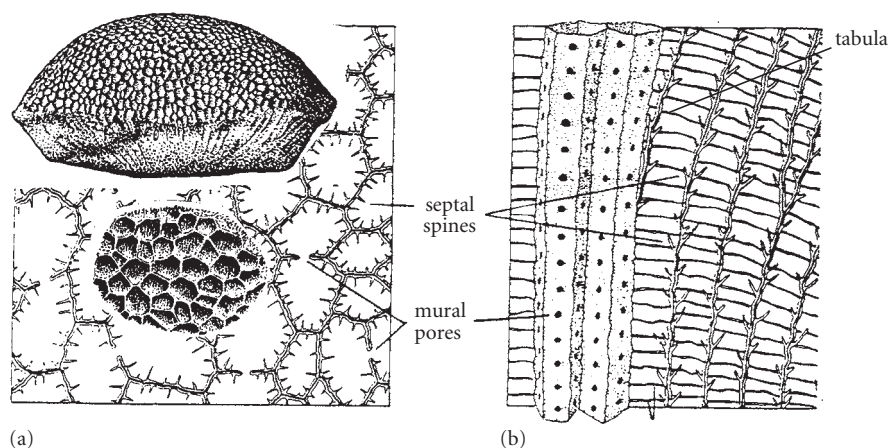 tabula
septal
spines
mural
pores
(a)
(b)